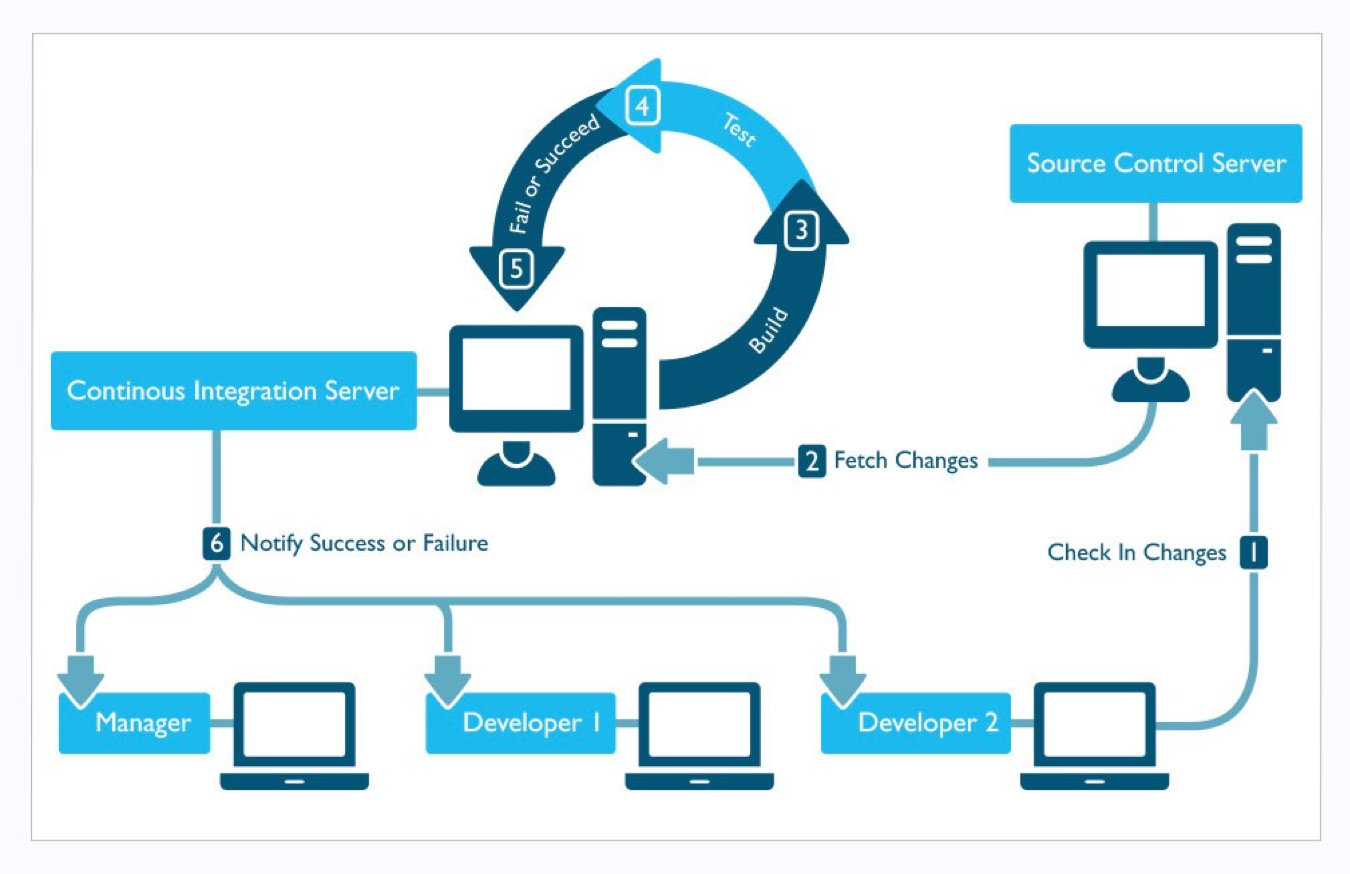 4
Test
Fail or Succeed
Source Control Server
3
5
Build
Continous Integration Server
2 Fetch Changes
6 Notify Success or Failure
Check In Changes 1
Manager
Developer 1
Developer 2